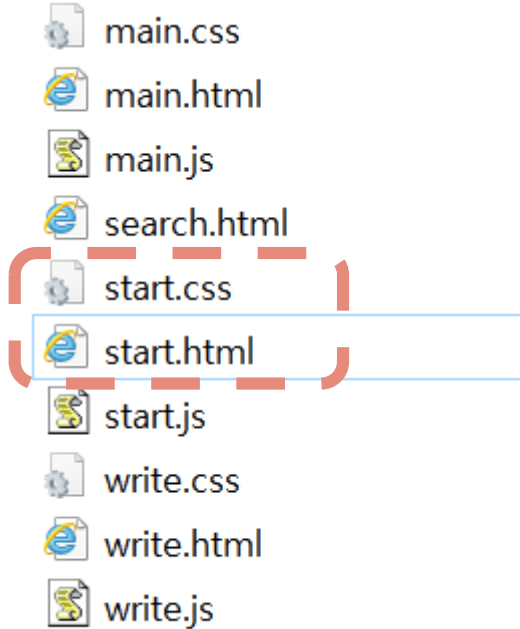 main.css
main.html
main.js
search.html
start.css
start.html
start.js
write.css
write.html
write.js